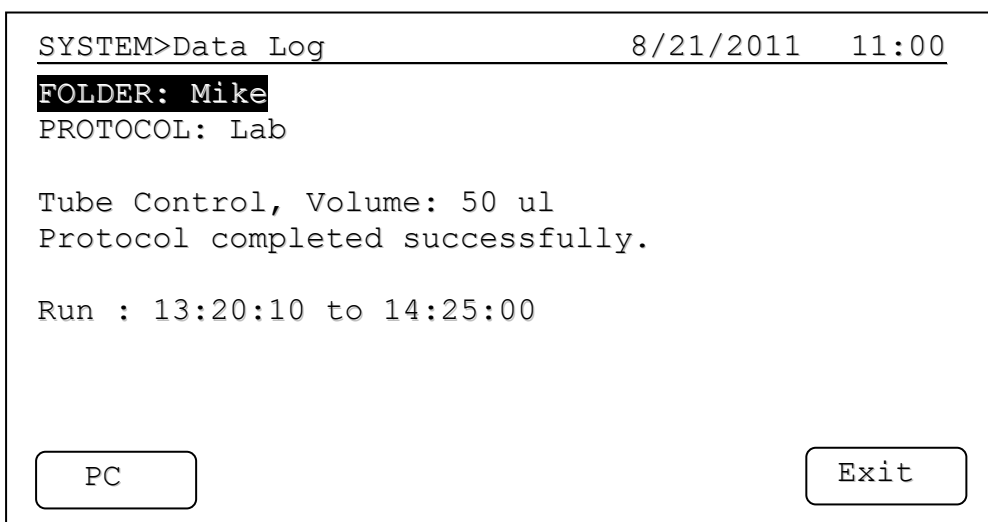 SYSTEM>Data Log 8/21/2011 11:00
FOLDER: Mike
PROTOCOL: Lab
Tube Control, Volume: 50 ul
Protocol completed successfully.
Run : 13:20:10 to 14:25:00
PC Exit